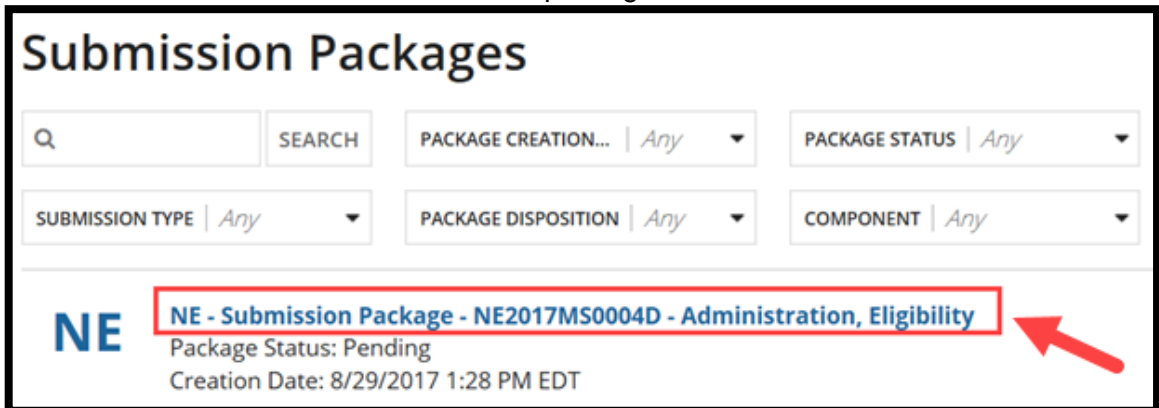 Submission Packages
SEARCH
PACKAGE CREATION... | Any
PACKAGE STATUS | Any
SUBMISSION TYPE | Any
PACKAGE DISPOSITION | Any
COMPONENT | Any
NE
NE - Submission Package - NE2017MS0004D - Administration, Eligibility
Package Status: Pending
Creation Date: 8/29/2017 1:28 PM EDT